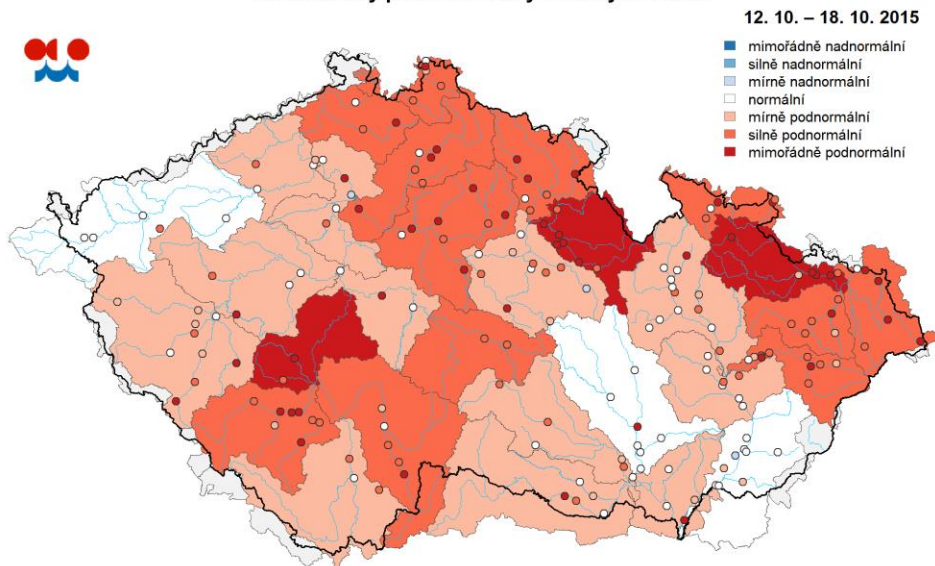 12. 10. – 18. 10. 2015
mimořádně nadnormální
silně nadnormální
mírně nadnormální
normální
mírně podnormální
silně podnormální
mimořádně podnormální